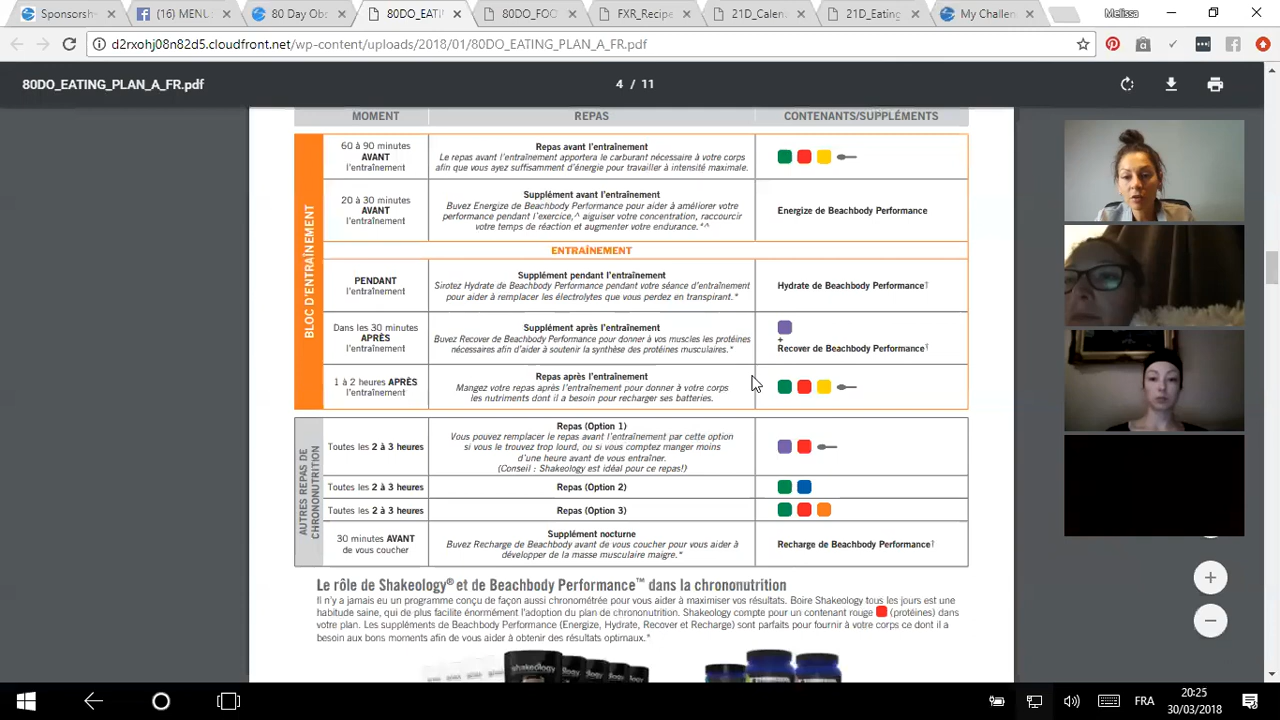 Sponsorsh
(16) MENU
80 Day Obs
80DO_EATI
80DO_FOO
FXR_Recipe
21D_Calen
21D_Eating
My Challen
Melissa
d2rxohj08n82d5.cloudfront.net/wp-content/uploads/2018/01/80DO_EATING_PLAN_A_FR.pdf
80DO_EATING_PLAN_A_FR.pdf
4 / 11
MOMENT
REPAS
CONTENANTS/SUPPLÉMENTS
BLOC D'ENTRAÎNEMENT
60 à 90 minutes
AVANT
l'entraînement
Repas avant l'entraînement
Le repas avant l'entraînement apportera le carburant nécessaire à votre corps
afin que vous ayez suffisamment d'énergie pour travailler à intensité maximale.
20 à 30 minutes
AVANT
l'entraînement
Supplément avant l'entraînement
Buvez Energize de Beachbody Performance pour aider à améliorer votre
performance pendant l'exercice,^ aiguiser votre concentration, raccourcir
votre temps de réaction et augmenter votre endurance.*^
Energize de Beachbody Performance
ENTRAÎNEMENT
PENDANT
l'entraînement
Supplément pendant l'entraînement
Sirotez Hydrate de Beachbody Performance pendant votre séance d'entraînement
pour aider à remplacer les électrolytes que vous perdez en transpirant.*
Hydrate de Beachbody Performance†
Dans les 30 minutes
APRÈS
l'entraînement
Supplément après l'entraînement
Buvez Recover de Beachbody Performance pour donner à vos muscles les protéines
nécessaires afin d'aider à soutenir la synthèse des protéines musculaires.*
+
Recover de Beachbody Performance
1 à 2 heures APRÈS
l'entraînement
Repas après l'entraînement
Mangez votre repas après l'entraînement pour donner à votre corps
les nutriments dont il a besoin pour recharger ses batteries.
AUTRES REPAS DE
CHRONONUTRITION
Toutes les 2 à 3 heures
Repas (Option 1)
Vous pouvez remplacer le repas avant l'entraînement par cette option
si vous le trouvez trop lourd, ou si vous comptez manger moins
d'une heure avant de vous entraîner.
(Conseil : Shakeology est idéal pour ce repas!)
Toutes les 2 à 3 heures
Repas (Option 2)
Toutes les 2 à 3 heures
Repas (Option 3)
30 minutes AVANT
de vous coucher
Supplément nocturne
Buvez Recharge de Beachbody avant de vous coucher pour vous aider à
développer de la masse musculaire maigre.*
Recharge de Beachbody Performance†
Le rôle de Shakeology® et de Beachbody Performance™ dans la chrononutrition
Il n'y a jamais eu un programme conçu de façon aussi chronométrée pour vous aider à maximiser vos résultats. Boire Shakeology tous les jours est une
habitude saine, qui de plus facilite énormément l'adoption du plan de chrononutrition. Shakeology compte pour un contenant rouge (protéines) dans
votre plan. Les suppléments de Beachbody Performance (Energize, Hydrate, Recover et Recharge) sont parfaits pour fournir à votre corps ce dont il a
besoin aux bons moments afin de vous aider à obtenir des résultats optimaux.*
shakeology
FRA
20:25
30/03/2018